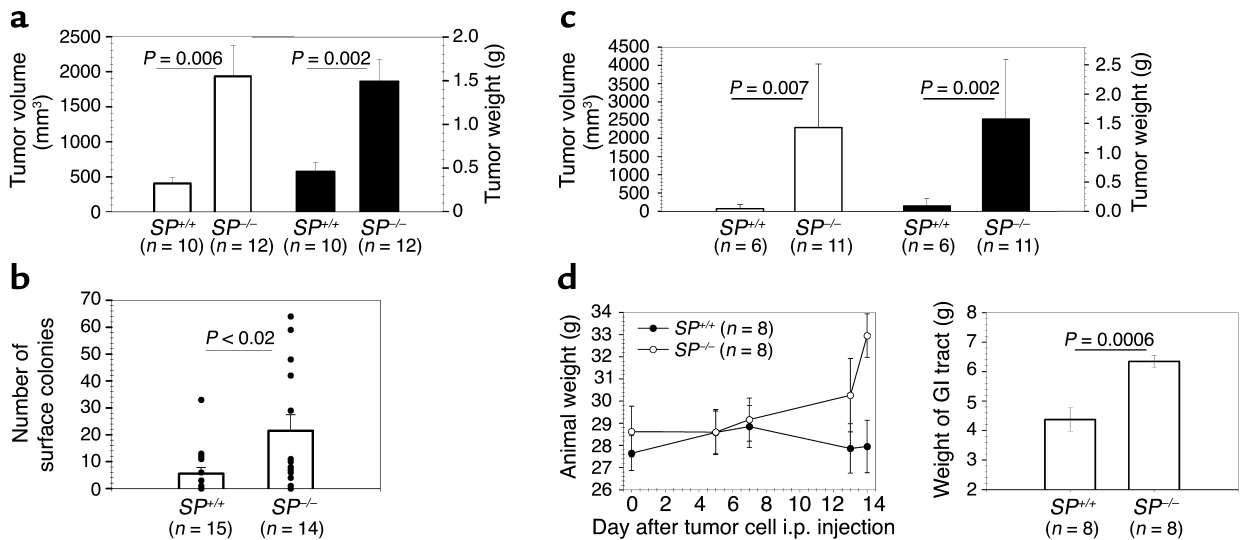 a
Tumor volume
(mm³)
2500
2000
1500
1000
500
0
P = 0.006
P = 0.002
2.0
1.5
1.0
0.5
0
Tumor weight (g)
SP+/+ SP–/– SP+/+ SP–/–
(n = 10) (n = 12) (n = 10) (n = 12)
c
Tumor volume
(mm³)
4500
4000
3500
3000
2500
2000
1500
1000
500
0
P = 0.007
P = 0.002
2.5
2.0
1.5
1.0
0.5
0.0
Tumor weight (g)
SP+/+ SP–/– SP+/+ SP–/–
(n = 6) (n = 11) (n = 6) (n = 11)
b
Number of
surface colonies
70
60
50
40
30
20
10
0
P < 0.02
SP+/+ SP–/–
(n = 15) (n = 14)
d
Animal weight (g)
34
33
32
31
30
29
28
27
26
SP+/+ (n = 8)
SP–/– (n = 8)
0 2 4 6 8 10 12 14
Day after tumor cell i.p. injection
Weight of GI tract (g)
8
7
6
5
4
3
2
P = 0.0006
SP+/+ SP–/–
(n = 8) (n = 8)